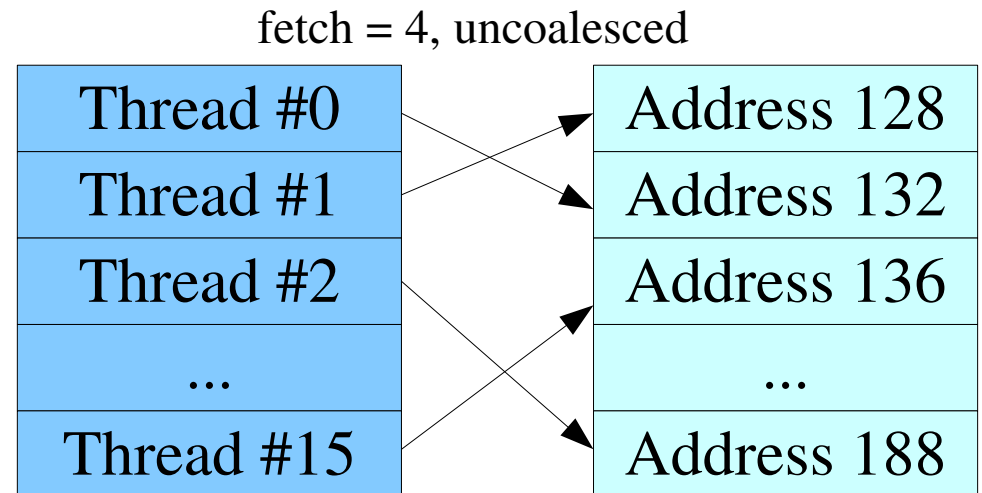 fetch = 4, uncoalesced
Thread #0
Address 128
Thread #1
Address 132
Thread #2
Address 136
...
...
Thread #15
Address 188